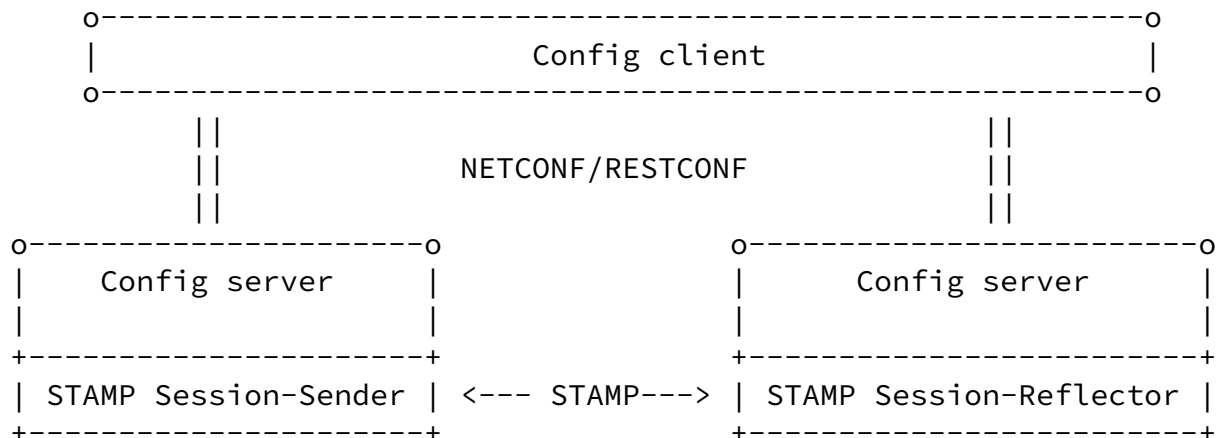 Config client
NETCONF/RESTCONF
Config server Config server
STAMP Session-Sender <--- STAMP---> STAMP Session-Reflector